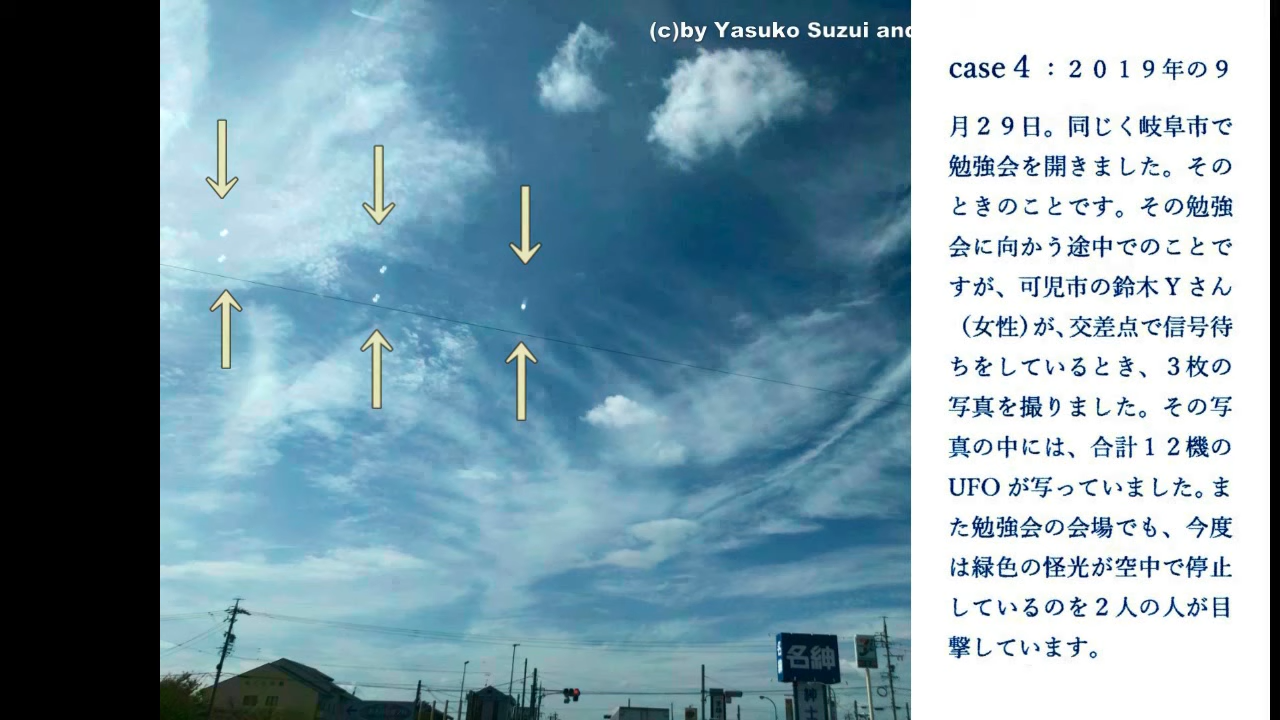 (c)by Yasuko Suzui and
case 4：２０１９年の９
月２９日。同じく岐阜市で
勉強会を開きました。その
ときのことです。その勉強
会に向かう途中でのことで
すが、可児市の鈴木Ｙさん
（女性）が、交差点で信号待
ちをしているとき、３枚の
写真を撮りました。その写
真の中には、合計１２機の
UFO が写っていました。ま
た勉強会の会場でも、今度
は緑色の怪光が空中で停止
しているのを２人の人が目
撃しています。
名紳
紳士